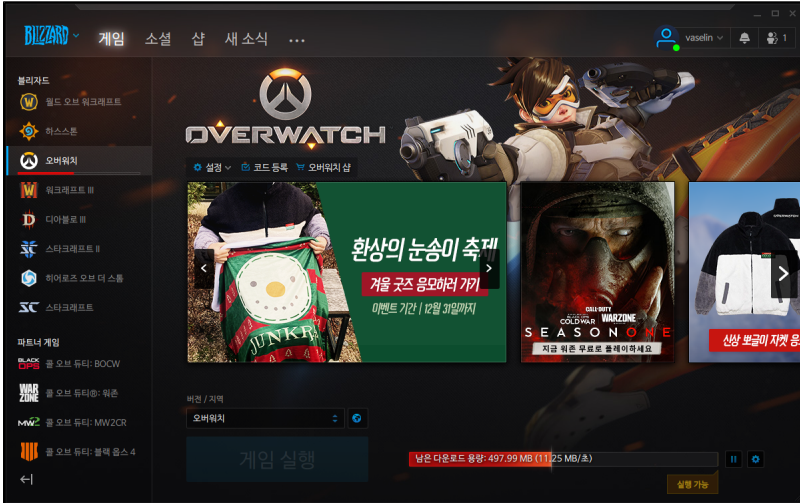 BLIZZARD
게임
소셜
샵
새 소식
vaselin
1
블리자드
월드 오브 워크래프트
하스스톤
오버워치
워크래프트 III
디아블로 III
스타크래프트 II
히어로즈 오브 더 스톰
스타크래프트
파트너 게임
BLACK OPS
콜 오브 듀티: BOCW
WAR ZONE
콜 오브 듀티®: 워존
MW2
콜 오브 듀티: MW2CR
콜 오브 듀티: 블랙 옵스 4
OVERWATCH
설정
코드 등록
오버워치 샵
환상의 눈송이 축제
겨울 굿즈 응모하러 가기
이벤트 기간 | 12월 31일까지
JUNKER
CALL OF DUTY
COLD WAR
WARZONE
SEASON ONE
지금 워존 무료로 플레이하세요
신상 뽀글이 자켓 응
버전 / 지역
오버워치
게임 실행
남은 다운로드 용량: 497.99 MB (11.25 MB/초)
실행 가능